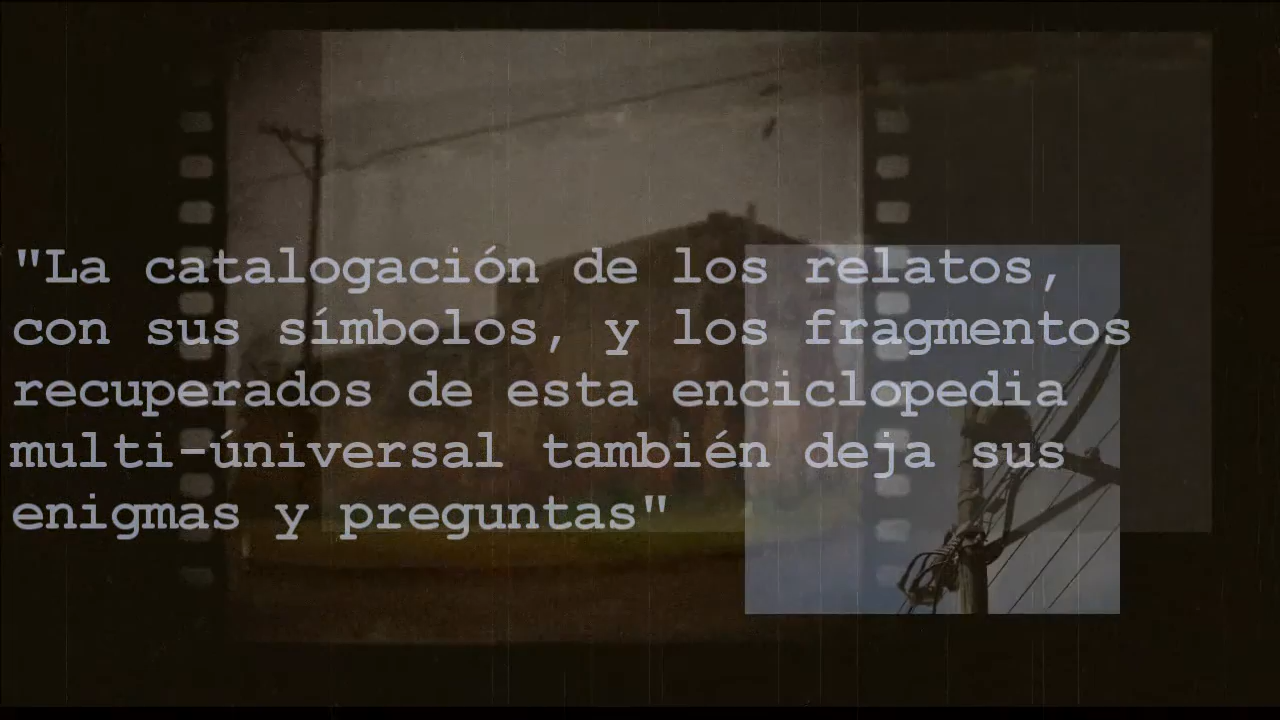 "La catalogación de los relatos,
con sus símbolos, y los fragmentos
recuperados de esta enciclopedia
multi-úniversal también deja sus
enigmas y preguntas"